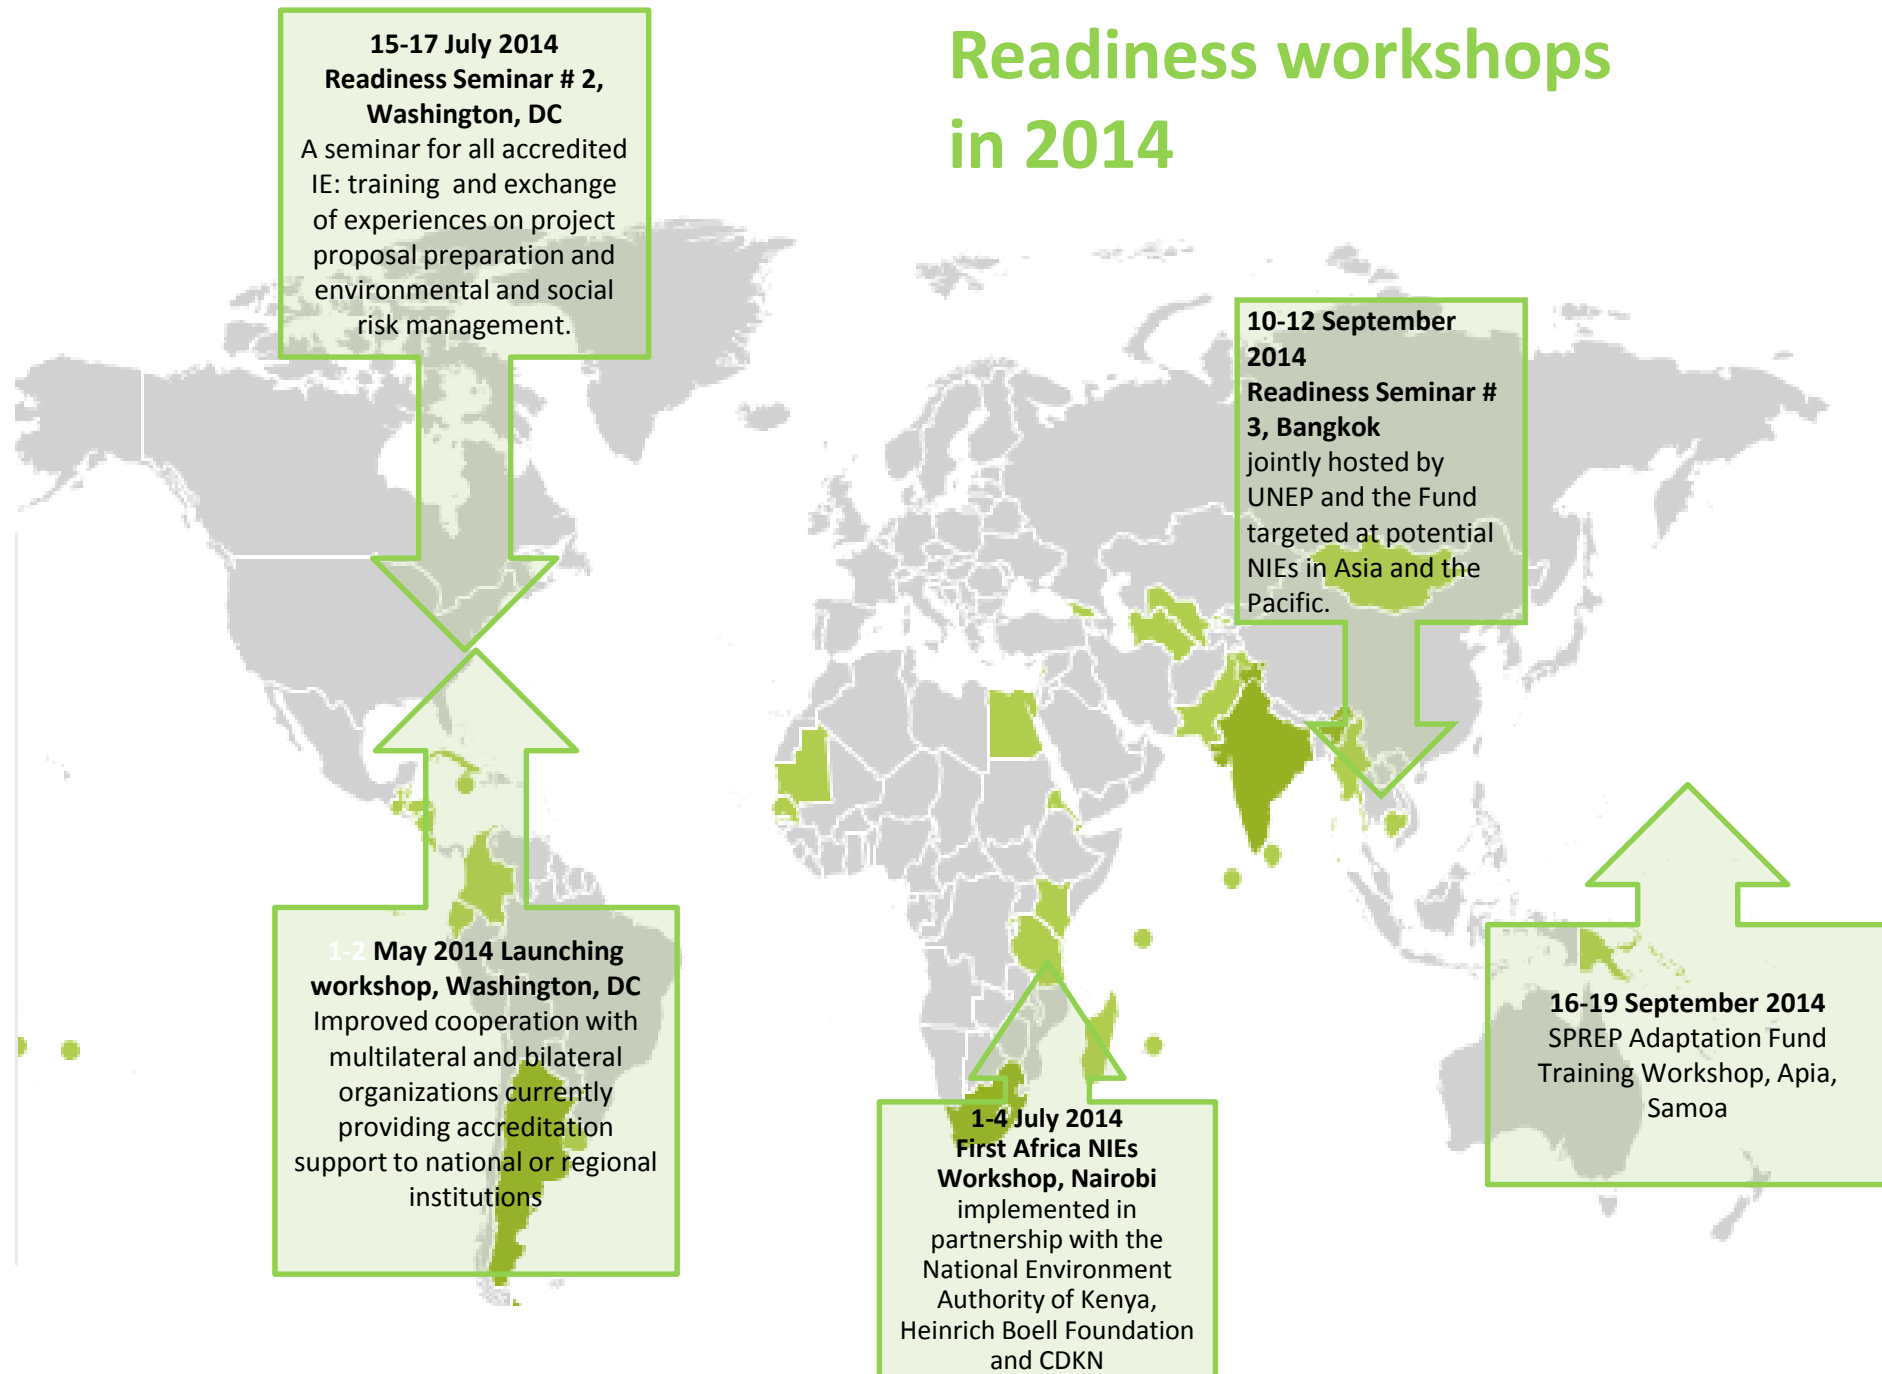 Readiness workshops
in 2014
15-17 July 2014
Readiness Seminar # 2,
Washington, DC
A seminar for all accredited
IE: training and exchange
of experiences on project
proposal preparation and
environmental and social
risk management.
10-12 September
2014
Readiness Seminar #
3, Bangkok
jointly hosted by
UNEP and the Fund
targeted at potential
NIEs in Asia and the
Pacific.
1-2 May 2014 Launching
workshop, Washington, DC
Improved cooperation with
multilateral and bilateral
organizations currently
providing accreditation
support to national or regional
institutions
1-4 July 2014
First Africa NIEs
Workshop, Nairobi
implemented in
partnership with the
National Environment
Authority of Kenya,
Heinrich Boell Foundation
and CDKN
16-19 September 2014
SPREP Adaptation Fund
Training Workshop, Apia,
Samoa